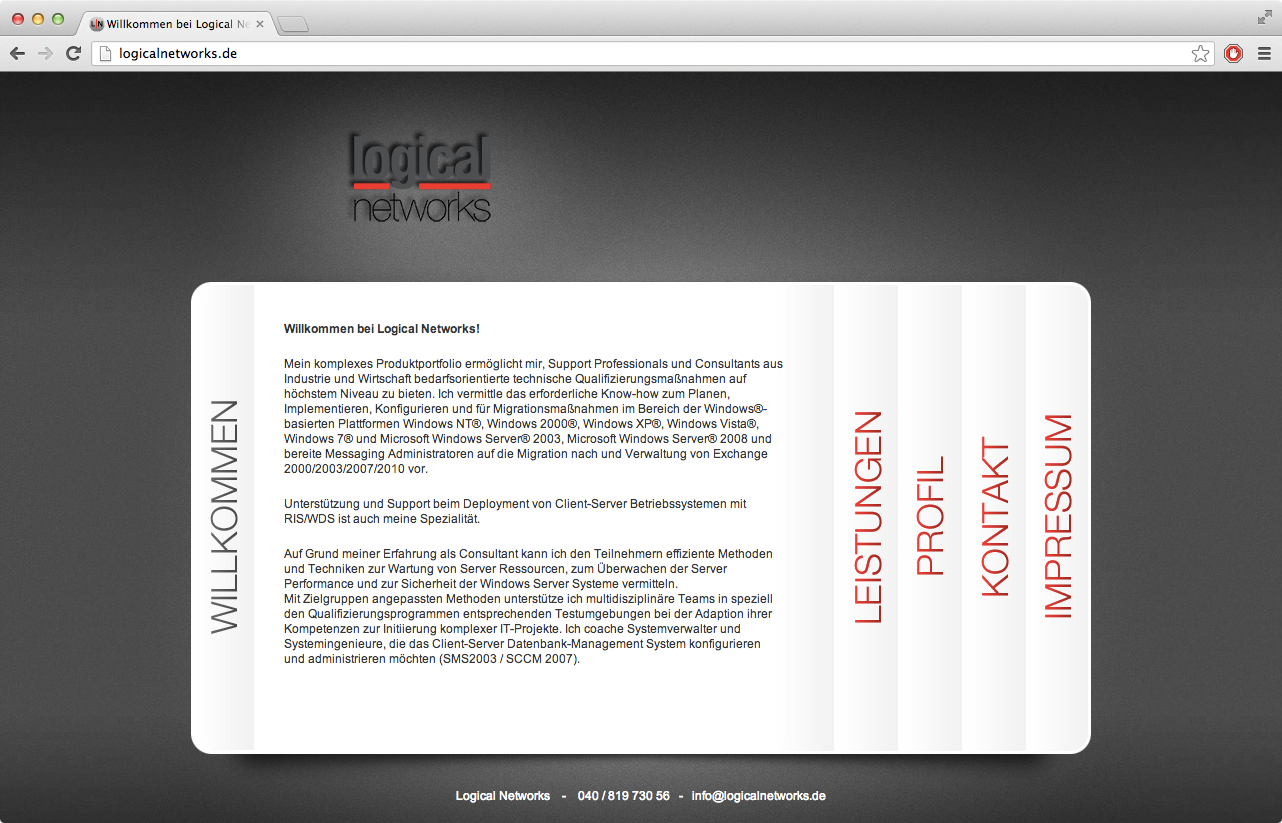 Willkommen bei Logical Ne
logicalnetworks.de
logical
networks
WILLKOMMEN
Willkommen bei Logical Networks!
Mein komplexes Produktportfolio ermöglicht mir, Support Professionals und Consultants aus
Industrie und Wirtschaft bedarfsorientierte technische Qualifizierungsmaßnahmen auf
höchstem Niveau zu bieten. Ich vermittle das erforderliche Know-how zum Planen,
Implementieren, Konfigurieren und für Migrationsmaßnahmen im Bereich der Windows®-
basierten Plattformen Windows NT®, Windows 2000®, Windows XP®, Windows Vista®,
Windows 7® und Microsoft Windows Server® 2003, Microsoft Windows Server® 2008 und
bereite Messaging Administratoren auf die Migration nach und Verwaltung von Exchange
2000/2003/2007/2010 vor.
Unterstützung und Support beim Deployment von Client-Server Betriebssystemen mit
RIS/WDS ist auch meine Spezialität.
Auf Grund meiner Erfahrung als Consultant kann ich den Teilnehmern effiziente Methoden
und Techniken zur Wartung von Server Ressourcen, zum Überwachen der Server
Performance und zur Sicherheit der Windows Server Systeme vermitteln.
Mit Zielgruppen angepassten Methoden unterstütze ich multidisziplinäre Teams in speziell
den Qualifizierungsprogrammen entsprechenden Testumgebungen bei der Adaption ihrer
Kompetenzen zur Initiierung komplexer IT-Projekte. Ich coache Systemverwalter und
Systemingenieure, die das Client-Server Datenbank-Management System konfigurieren
und administrieren möchten (SMS2003 / SCCM 2007).
LEISTUNGEN
PROFIL
KONTAKT
IMPRESSUM
Logical Networks - 040 / 819 730 56 - info@logicalnetworks.de